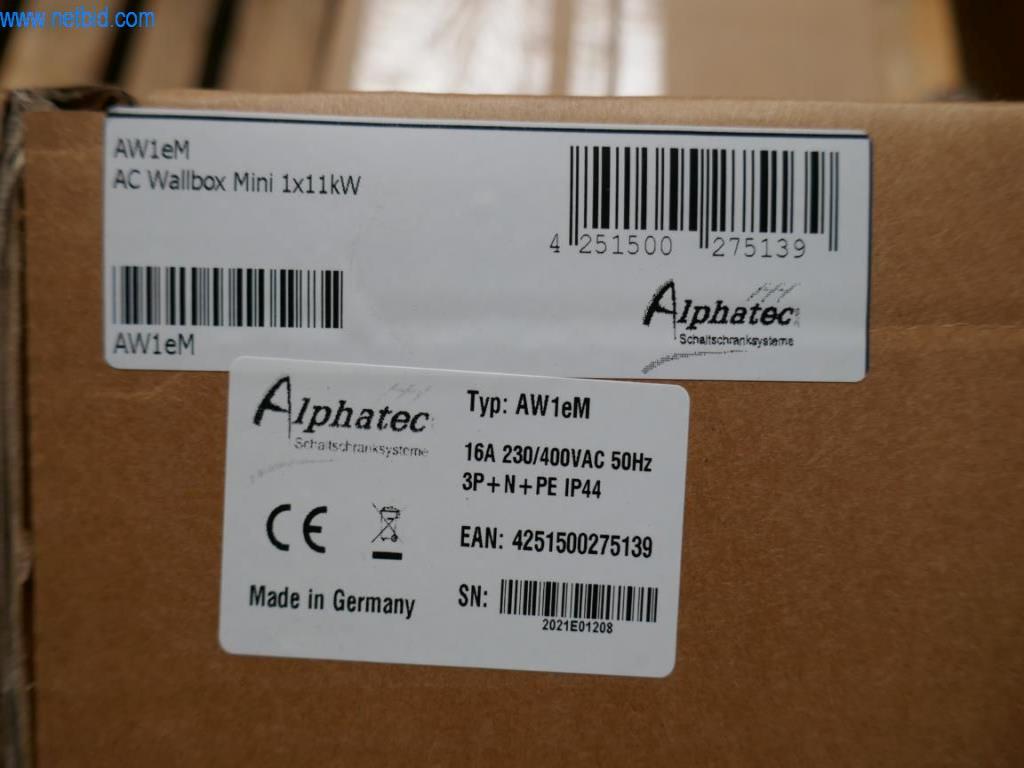 www.netbid.com
AW1eM
AC Wallbox Mini 1x11kW
4 251500 275139
AW1eM
Alphatec
Schaltschranksysteme
Alphatec
Schaltschranksysteme
Typ: AW1eM
16A 230/400VAC 50Hz
3P+N+PE IP44
CE
EAN: 4251500275139
Made in Germany
SN:
2021E01208